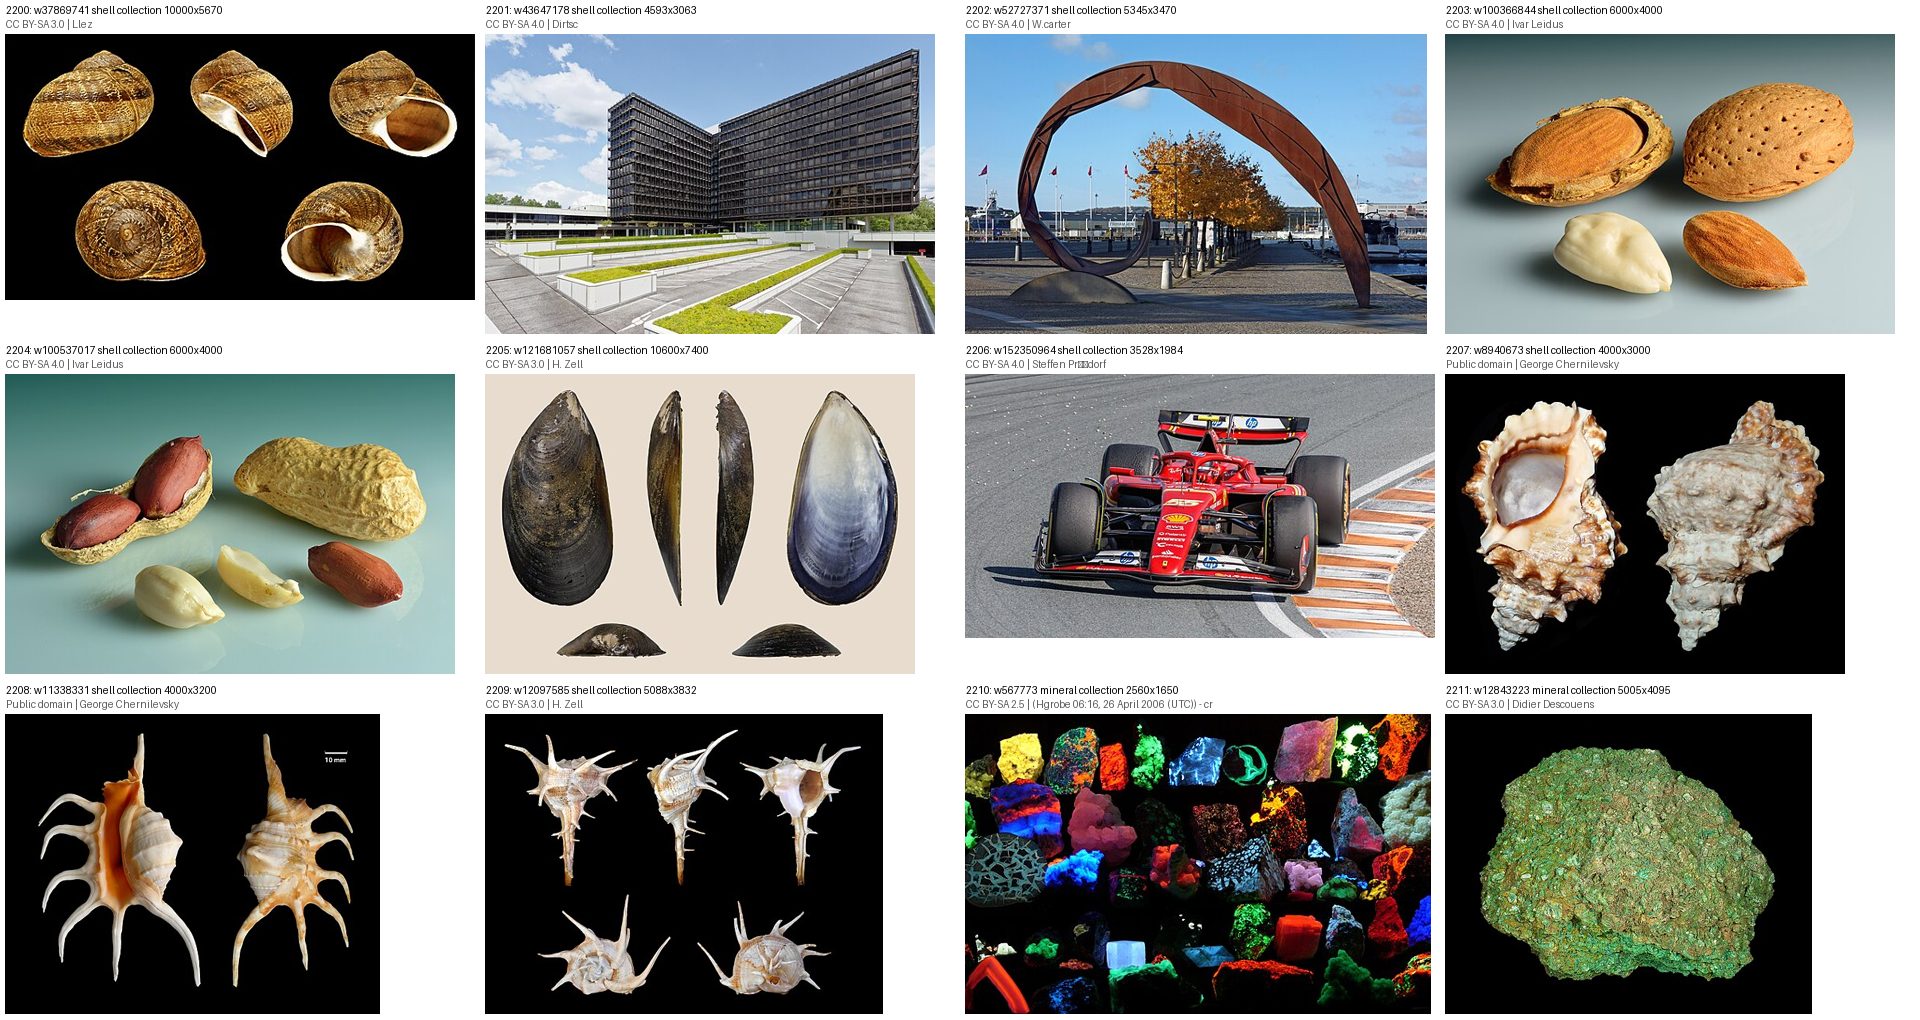 2200: w37869741 shell collection 10000x5670
CC BY-SA 3.0 | Llez
2201: w43647178 shell collection 4593x3063
CC BY-SA 4.0 | Dirtsc
2202: w52727371 shell collection 5345x3470
CC BY-SA 4.0 | W.carter
2203: w100366844 shell collection 6000x4000
CC BY-SA 4.0 | Ivar Leidus
2204: w100537017 shell collection 6000x4000
CC BY-SA 4.0 | Ivar Leidus
2205: w121681057 shell collection 10600x7400
CC BY-SA 3.0 | H. Zell
2206: w152350964 shell collection 3528x1984
CC BY-SA 4.0 | Steffen
2207: w8940673 shell collection 4000x3000
Public domain | George Chernilevsky
hp
2208: w11338331 shell collection 4000x3200
Public domain | George Chernilevsky
10 mm
2209: w12097585 shell collection 5088x3832
CC BY-SA 3.0 | H. Zell
2210: w567773 mineral collection 2560x1650
CC BY-SA 2.5 | (Hgrobe 06:16, 26 April 2006 (UTC)) - cr
2211: w12843223 mineral collection 5005x4095
CC BY-SA 3.0 | Didier Descouens